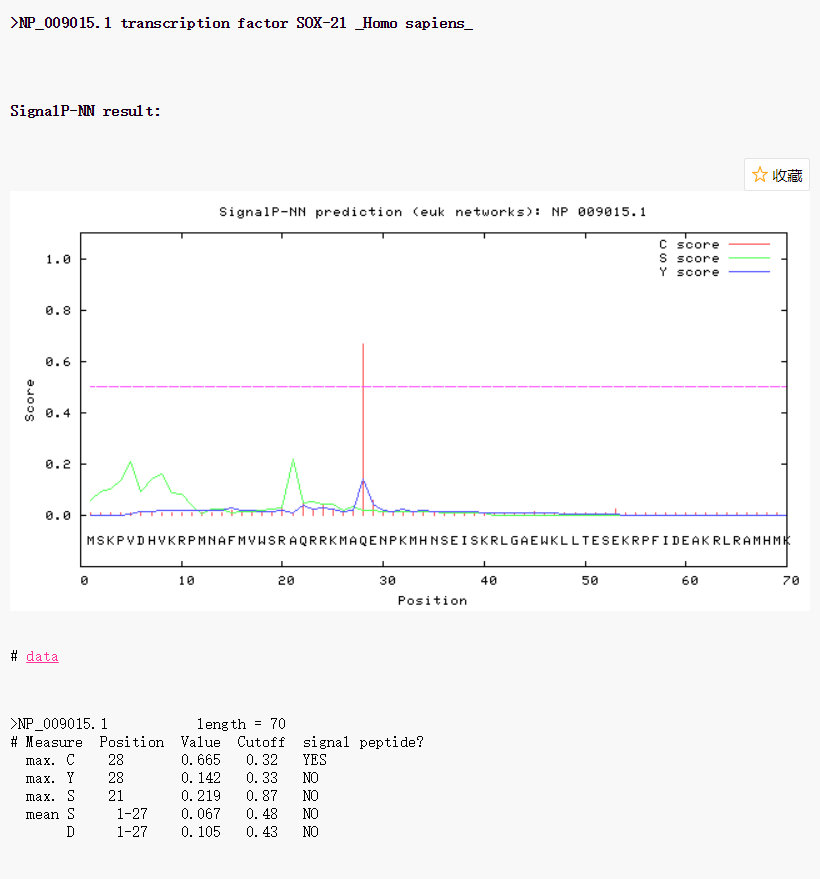 >NP_009015.1 transcription factor SOX-21 _Homo sapiens_
SignalP-NN result:
收藏
SignalP-NN prediction (euk networks): NP 009015.1
C score
S score
Y score
1.0
0.8
0.6
0.4
0.2
0.0
Score
MSKPVDHVKRPMNAFMVWSRAQRRKMAQENPKMHNSEISKRLGAEWKLLTESEKRPFIDEAKRLRAMHMK
0 10 20 30 40 50 60 70
Position
# data
>NP_009015.1 length = 70
# Measure Position Value Cutoff signal peptide?
max. C 28 0.665 0.32 YES
max. Y 28 0.142 0.33 NO
max. S 21 0.219 0.87 NO
mean S 1-27 0.067 0.48 NO
D 1-27 0.105 0.43 NO